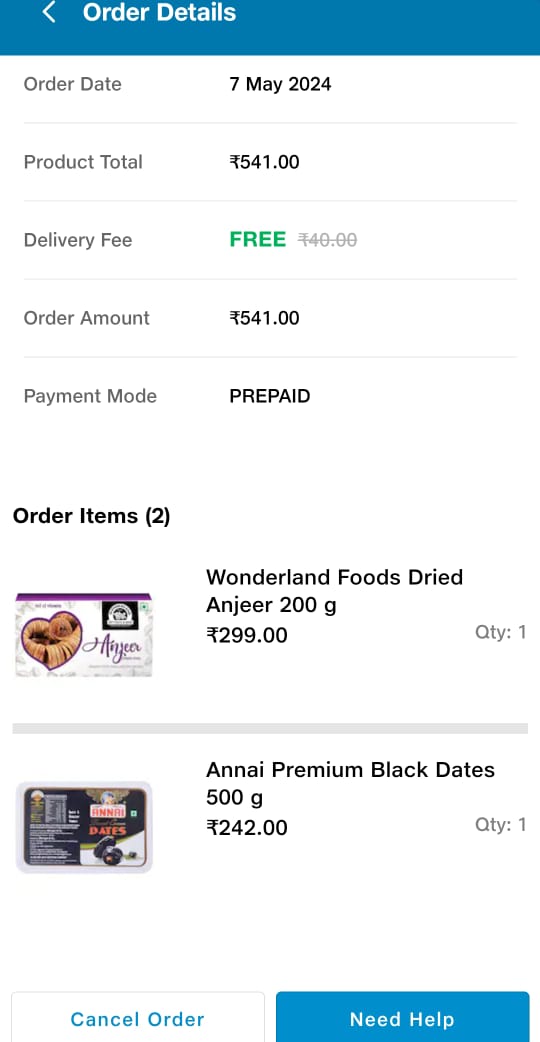 Order Details
Order Date 7 May 2024
Product Total ₹541.00
Delivery Fee FREE ₹40.00
Order Amount ₹541.00
Payment Mode PREPAID
Order Items (2)
Wonderland Foods Dried
Anjeer 200 g
₹299.00
Qty: 1
Anjeer
Annai Premium Black Dates
500 g
₹242.00
Qty: 1
ANNAI
DATES
Cancel Order Need Help